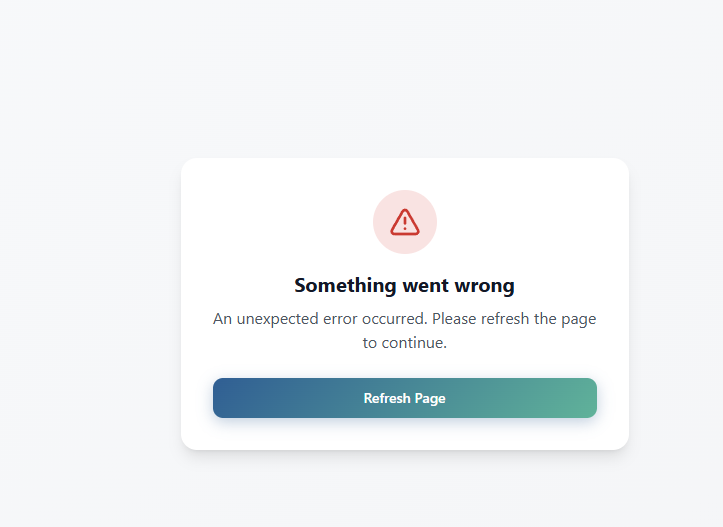 Something went wrong
An unexpected error occurred. Please refresh the page
to continue.
Refresh Page